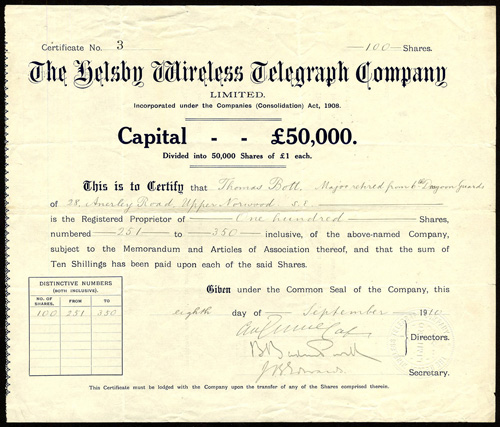 Certificate No. 3 100 Shares.
The Helsby Wireless Telegraph Company
LIMITED.
Incorporated under the Companies (Consolidation) Act, 1908.
Capital - - £50,000.
Divided into 50,000 Shares of £1 each.
This is to Certify that Thomas Bott, Major retired from 6th Dragoon Guards
of 28, Anerley Road, Upper Norwood S.E.
is the Registered Proprietor of One hundred Shares,
numbered 251 to 350 inclusive, of the above-named Company,
subject to the Memorandum and Articles of Association thereof, and that the sum of
Ten Shillings has been paid upon each of the said Shares.
Given under the Common Seal of the Company, this
eighth day of September 1910.
Directors.
B. Baden Powell
Secretary.
DISTINCTIVE NUMBERS
(BOTH INCLUSIVE).
NO. OF SHARES. FROM TO
100 251 350
This Certificate must be lodged with the Company upon the transfer of any of the Shares comprised therein.